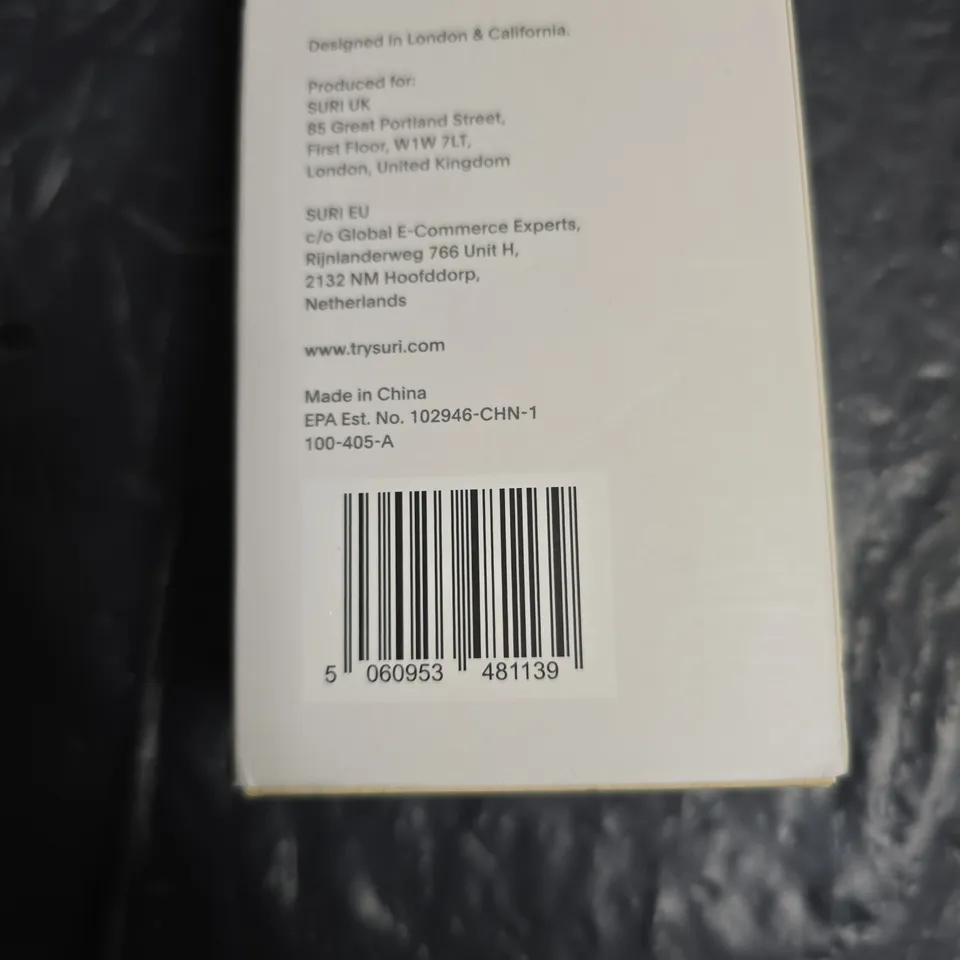 Designed in London & California.
Produced for:
SURI UK
85 Great Portland Street,
First Floor, W1W 7LT,
London, United Kingdom
SURI EU
c/o Global E-Commerce Experts,
Rijnlanderweg 766 Unit H,
2132 NM Hoofddorp,
Netherlands
www.trysuri.com
Made in China
EPA Est. No. 102946-CHN-1
100-405-A
5 060953 481139